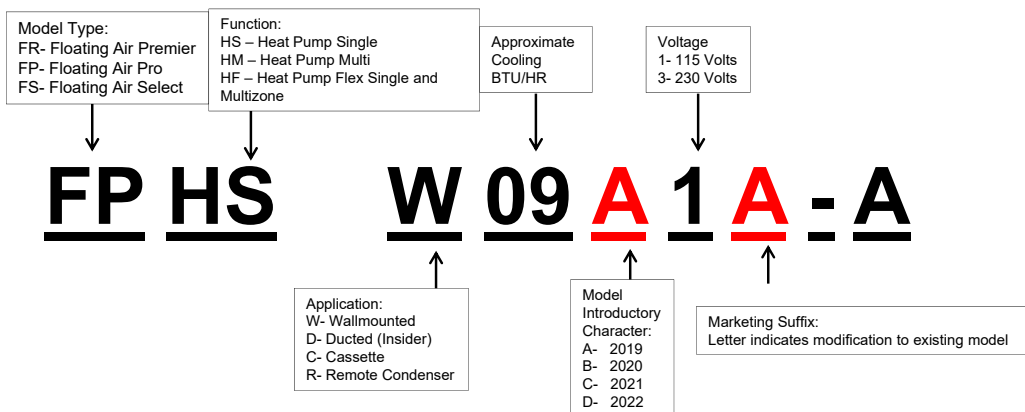 Model Type:
FR- Floating Air Premier
FP- Floating Air Pro
FS- Floating Air Select
Function:
HS – Heat Pump Single
HM – Heat Pump Multi
HF – Heat Pump Flex Single and
Multizone
Approximate
Cooling
BTU/HR
Voltage
1- 115 Volts
3- 230 Volts
FP HS W 09 A 1 A - A
Application:
W- Wallmounted
D- Ducted (Insider)
C- Cassette
R- Remote Condenser
Model
Introductory
Character:
A- 2019
B- 2020
C- 2021
D- 2022
Marketing Suffix:
Letter indicates modification to existing model